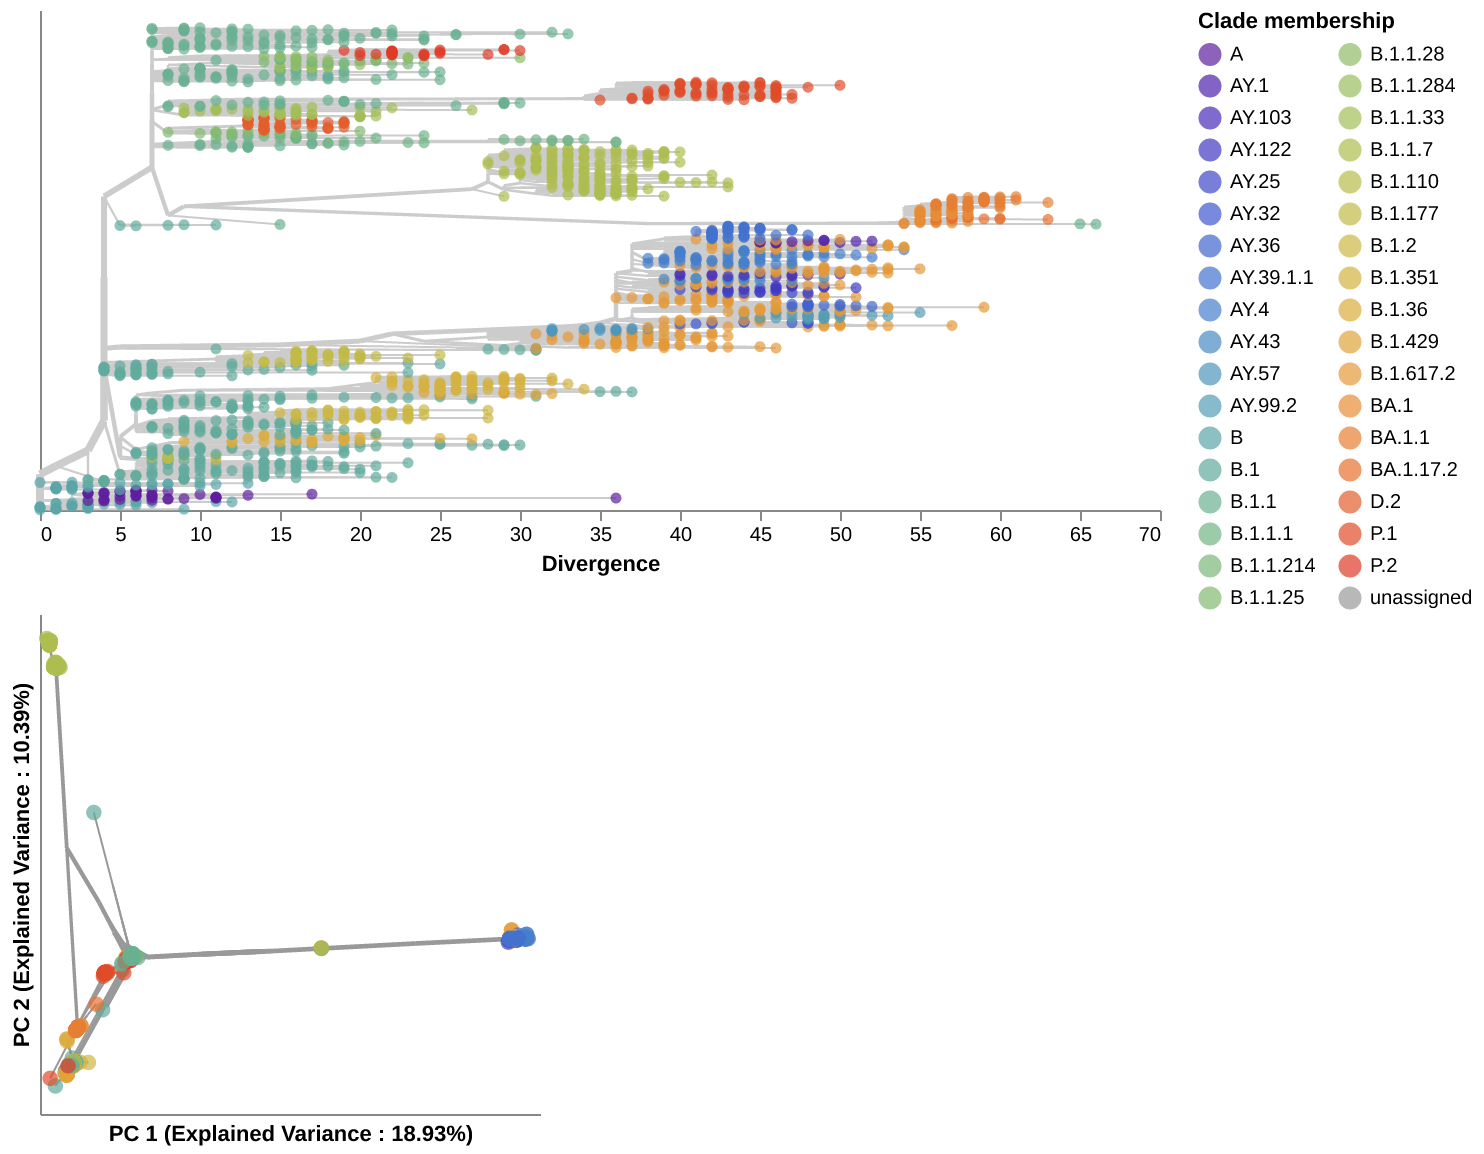 Clade membership
A
AY.1
AY.103
AY.122
AY.25
AY.32
AY.36
AY.39.1.1
AY.4
AY.43
AY.57
AY.99.2
B
B.1
B.1.1
B.1.1.1
B.1.1.214
B.1.1.25
B.1.1.28
B.1.1.284
B.1.1.33
B.1.1.7
B.1.110
B.1.177
B.1.2
B.1.351
B.1.36
B.1.429
B.1.617.2
BA.1
BA.1.1
BA.1.17.2
D.2
P.1
P.2
unassigned
0 5 10 15 20 25 30 35 40 45 50 55 60 65 70
Divergence
PC 2 (Explained Variance : 10.39%)
PC 1 (Explained Variance : 18.93%)